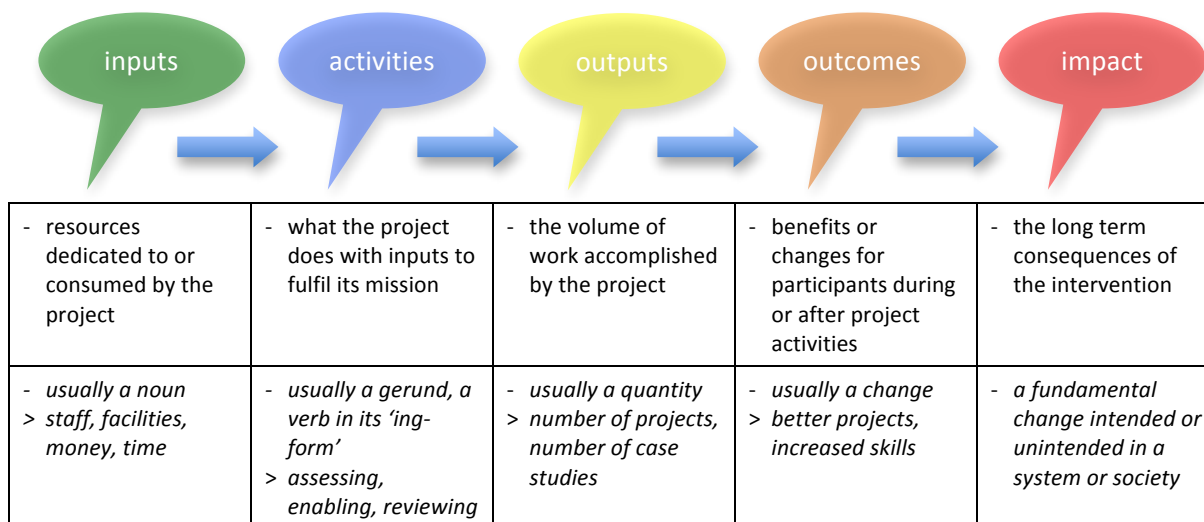 inputs
activities
outputs
outcomes
impact
- resources
dedicated to or
consumed by the
project
- what the project
does with inputs to
fulfil its mission
- the volume of
work accomplished
by the project
- benefits or
changes for
participants during
or after project
activities
- the long term
consequences of
the intervention
- usually a noun
> staff, facilities,
money, time
- usually a gerund, a
verb in its ‘ing-
form’
> assessing,
enabling, reviewing
- usually a quantity
> number of projects,
number of case
studies
- usually a change
> better projects,
increased skills
- a fundamental
change intended or
unintended in a
system or society